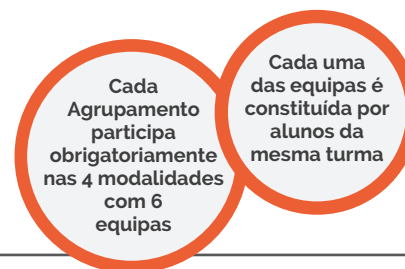 Cada
Agrupamento
participa
obrigatoriamente
nas 4 modalidades
com 6
equipas
Cada uma
das equipas é
constituída por
alunos da
mesma turma